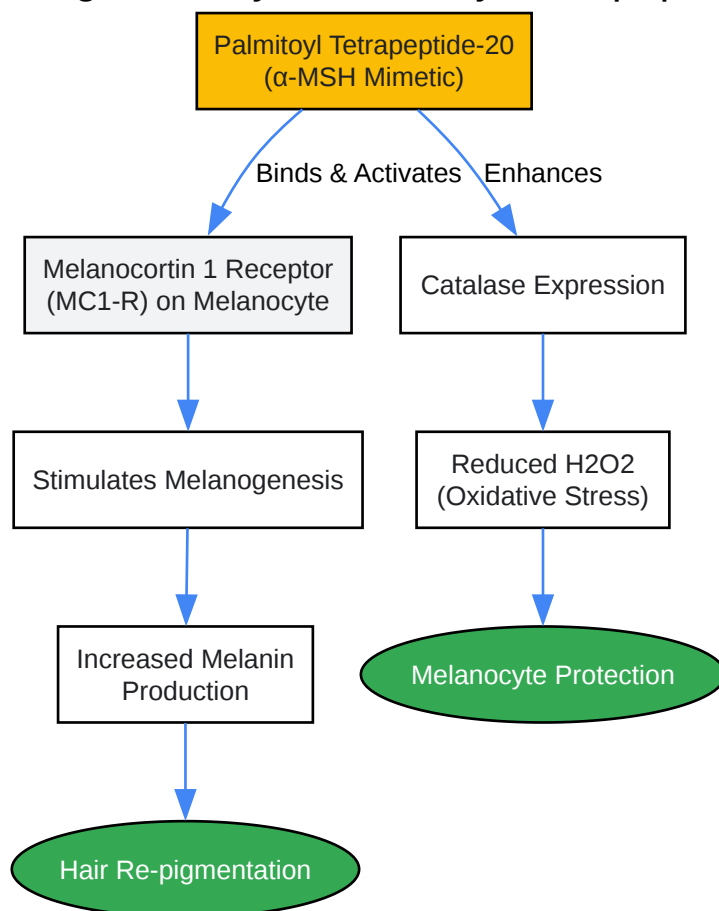 Palmitoyl Tetrapeptide-20
(α-MSH Mimetic)
Binds & Activates
Enhances
Melanocortin 1 Receptor
(MC1-R) on Melanocyte
Catalase Expression
Stimulates Melanogenesis
Reduced H2O2
(Oxidative Stress)
Increased Melanin
Production
Melanocyte Protection
Hair Re-pigmentation